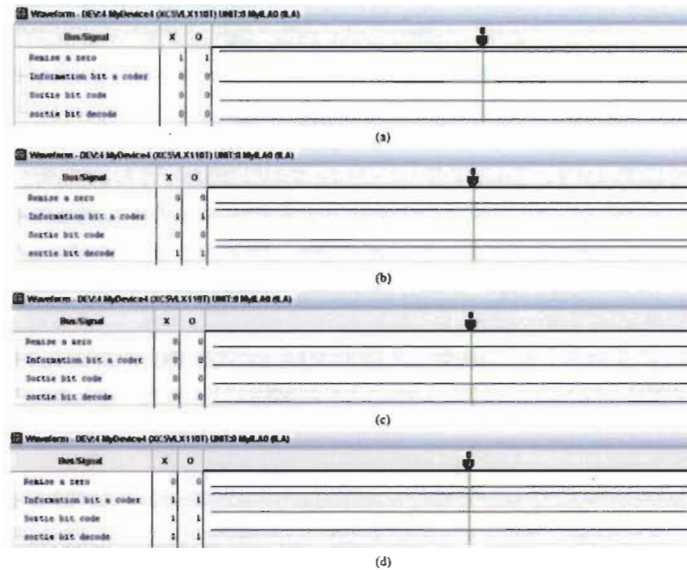 Waveform - DEV:4 MyDevice4 (XC5VLX110T) UNIT:0 MyILA0 (ILA)
Bus/Signal X O 0
Remise a zero 1 1
Information bit a coder 0 0
Sortie bit code 0 0
sortie bit decode 0 0
(a)
Waveform - DEV:4 MyDevice4 (XC5VLX110T) UNIT:0 MyILA0 (ILA)
Bus/Signal X O 0
Remise a zero 0 0
Information bit a coder 1 1
Sortie bit code 0 0
sortie bit decode 1 1
(b)
Waveform - DEV:4 MyDevice4 (XC5VLX110T) UNIT:0 MyILA0 (ILA)
Bus/Signal X O 0
Remise a zero 0 0
Information bit a coder 0 0
Sortie bit code 0 0
sortie bit decode 0 0
(c)
Waveform - DEV:4 MyDevice4 (XC5VLX110T) UNIT:0 MyILA0 (ILA)
Bus/Signal X O 0
Remise a zero 0 0
Information bit a coder 1 1
Sortie bit code 1 1
sortie bit decode 1 1
(d)